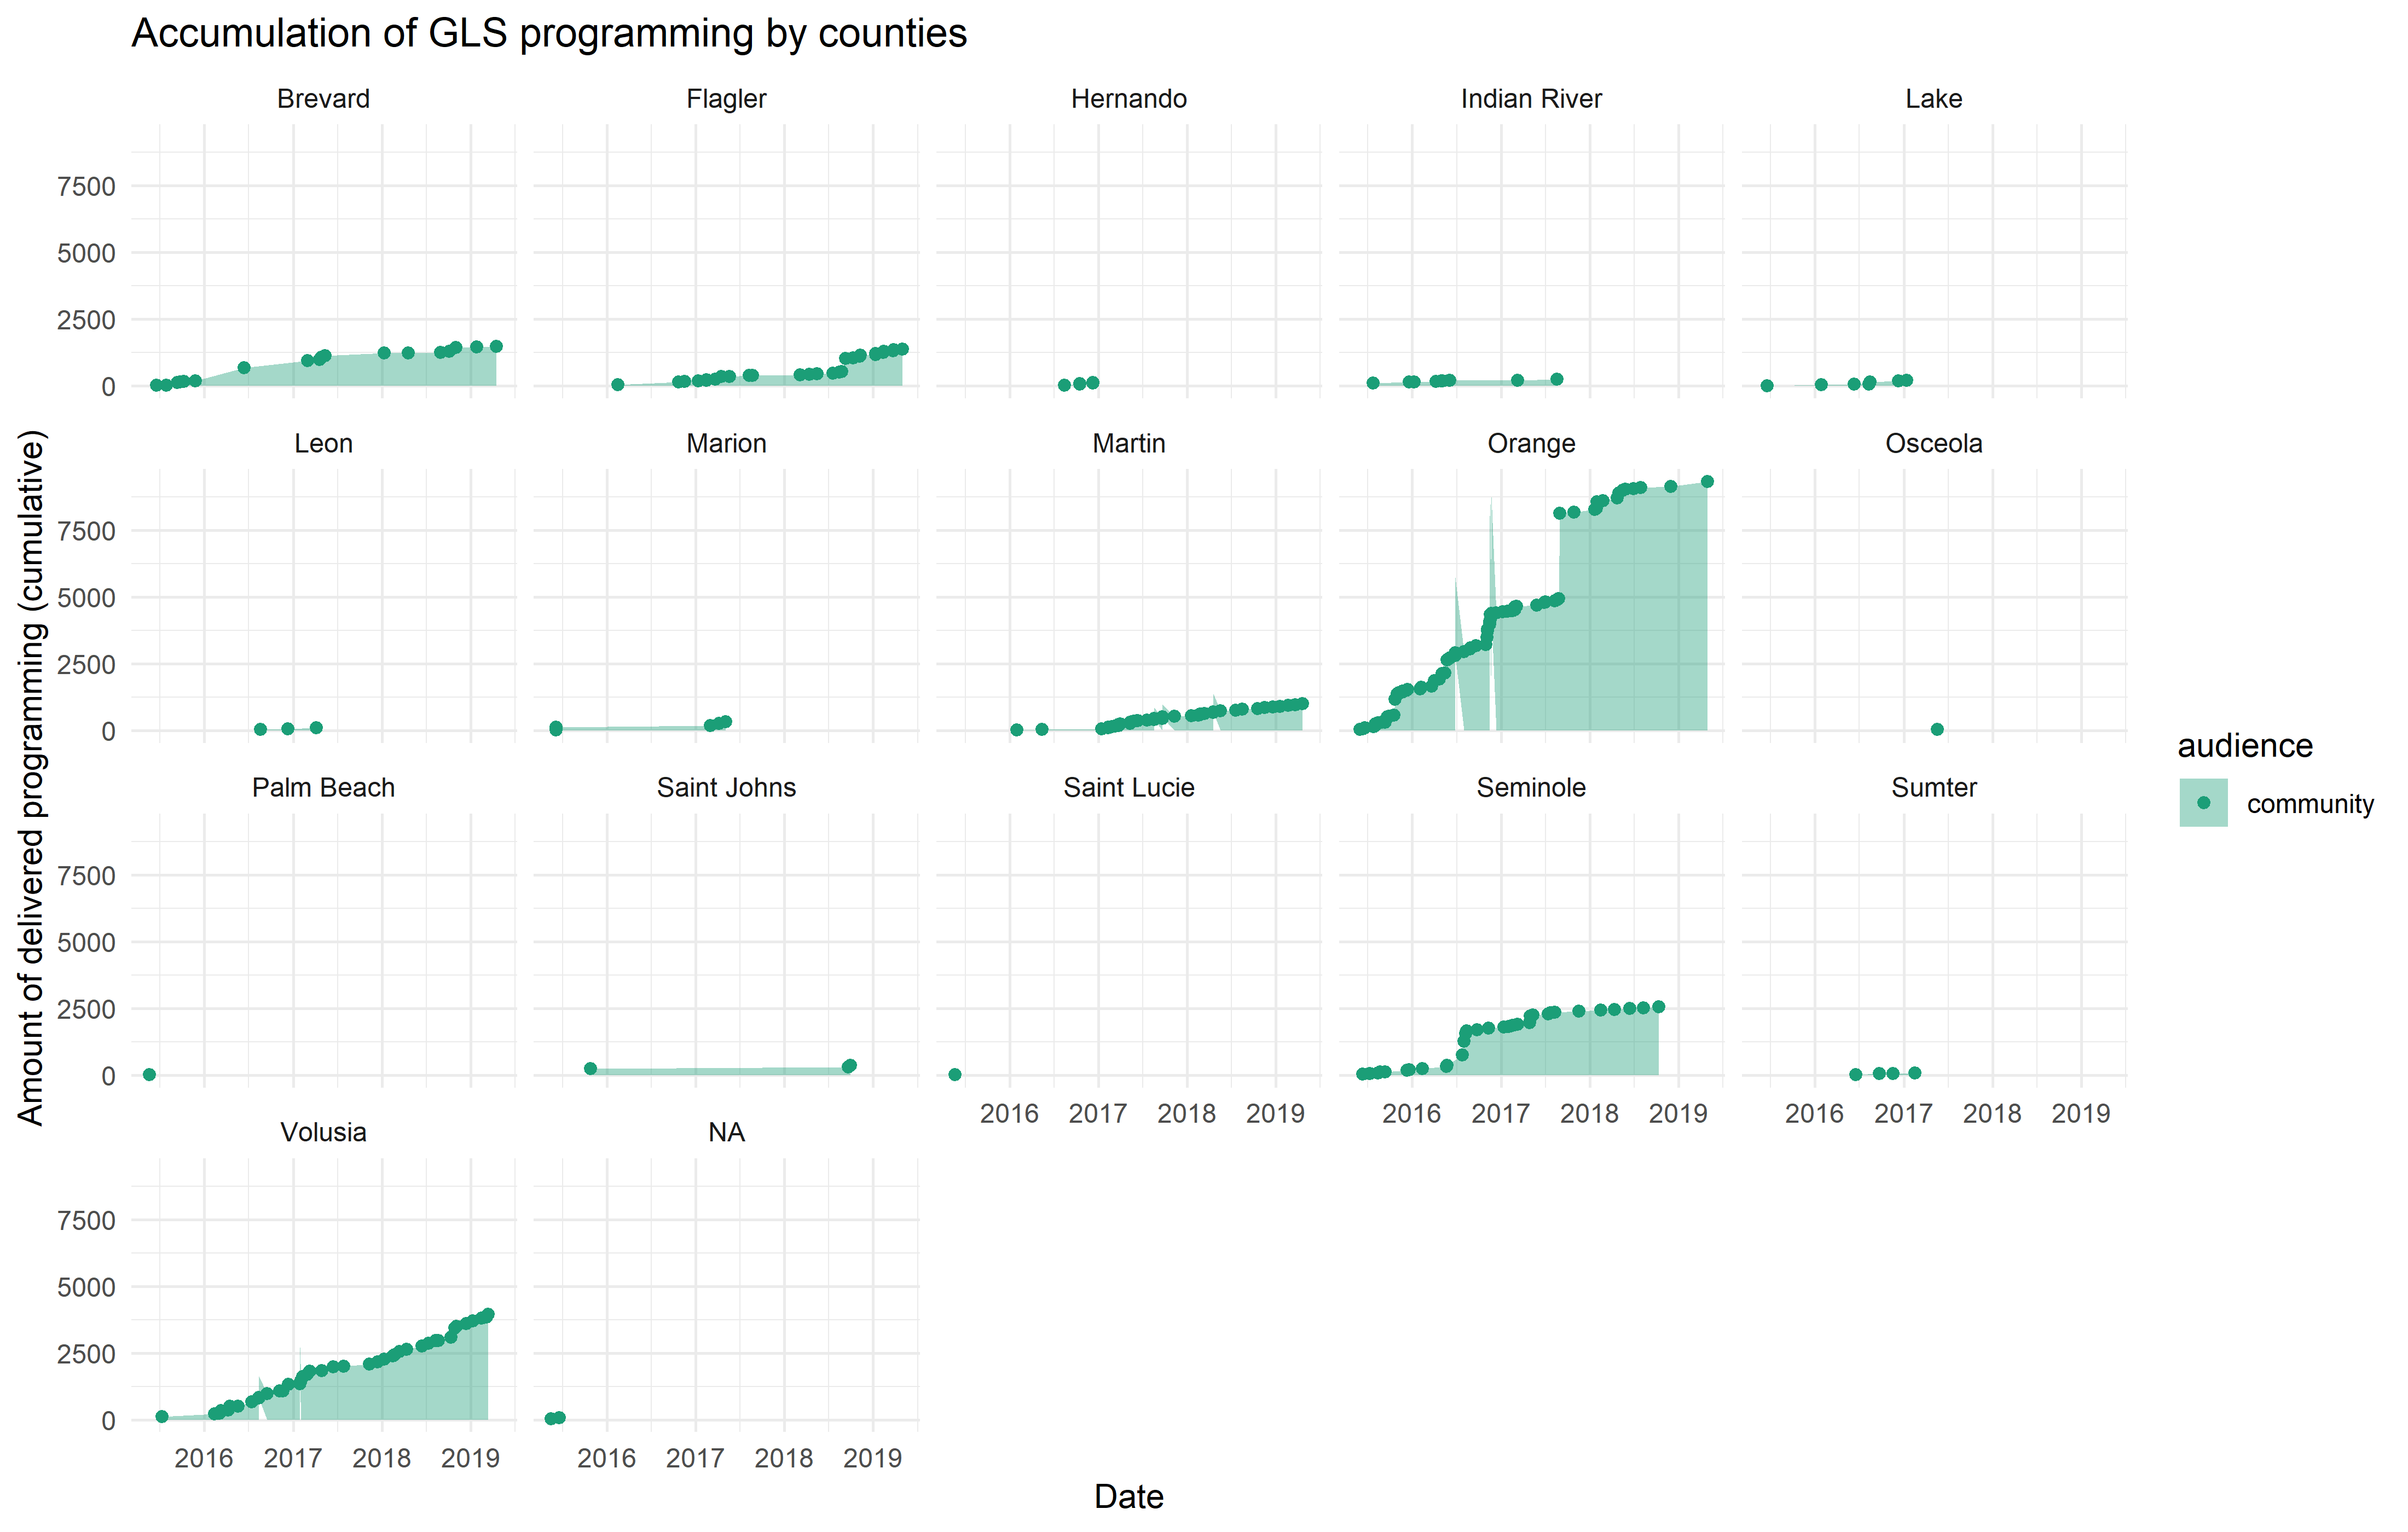 Accumulation of GLS programming by counties
Brevard
Flagler
Hernando
Indian River
Lake
7500
5000
2500
0
Leon
Marion
Martin
Orange
Osceola
7500
5000
2500
0
Palm Beach
Saint Johns
Saint Lucie
Seminole
Sumter
7500
5000
2500
0
2016 2017 2018 2019
2016 2017 2018 2019
2016 2017 2018 2019
Volusia
NA
7500
5000
2500
0
2016 2017 2018 2019
2016 2017 2018 2019
Date
Amount of delivered programming (cumulative)
audience
community